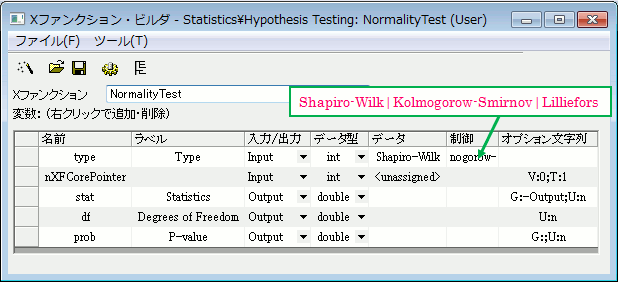 Xファンクション・ビルダ - Statistics¥Hypothesis Testing: NormalityTest (User)
ファイル(F) ツール(T)
Xファンクション NormalityTest
Shapiro-Wilk|Kolmogorow-Smirnov|Lilliefors
変数: (右クリックで追加・削除)
名前 ラベル 入力/出力 データ型 データ 制御 オプション文字列
type Type Input int Shapiro-Wilk nogorow-
nXFCorePointer Input int <unassigned> V:0;T:1
stat Statistics Output double G:-Output;U:n
df Degrees of Freedom Output double U:n
prob P-value Output double G:;U:n